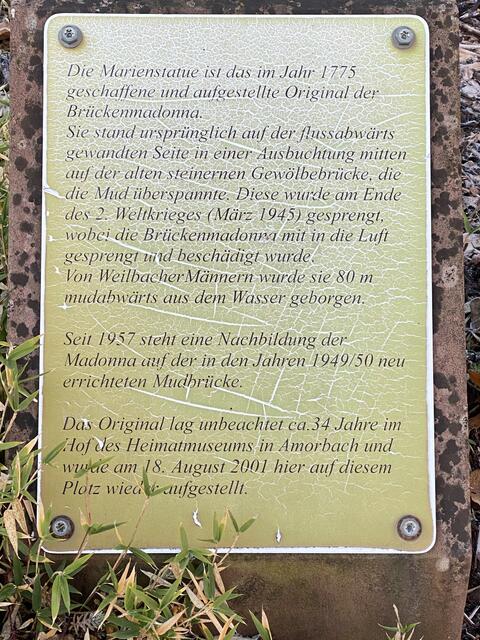 Die Marienstatue ist das im Jahr 1775
geschaffene und aufgestellte Original der
Brückenmadonna.
Sie stand ursprünglich auf der flussabwärts
gewandten Seite in einer Ausbuchtung mitten
auf der alten steinernen Gewölbebrücke, die
die Mud überspannte. Diese wurde am Ende
des 2. Weltkrieges (März 1945) gesprengt,
wobei die Brückenmadonna mit in die Luft
gesprengt und beschädigt wurde.
Von Weilbacher Männern wurde sie 80 m
mudabwärts aus dem Wasser geborgen.
Seit 1957 steht eine Nachbildung der
Madonna auf der in den Jahren 1949/50 neu
errichteten Mudbrücke.
Das Original lag unbeachtet ca.34 Jahre im
Hof des Heimatmuseums in Amorbach und
wurde am 18. August 2001 hier auf diesem
Platz wieder aufgestellt.